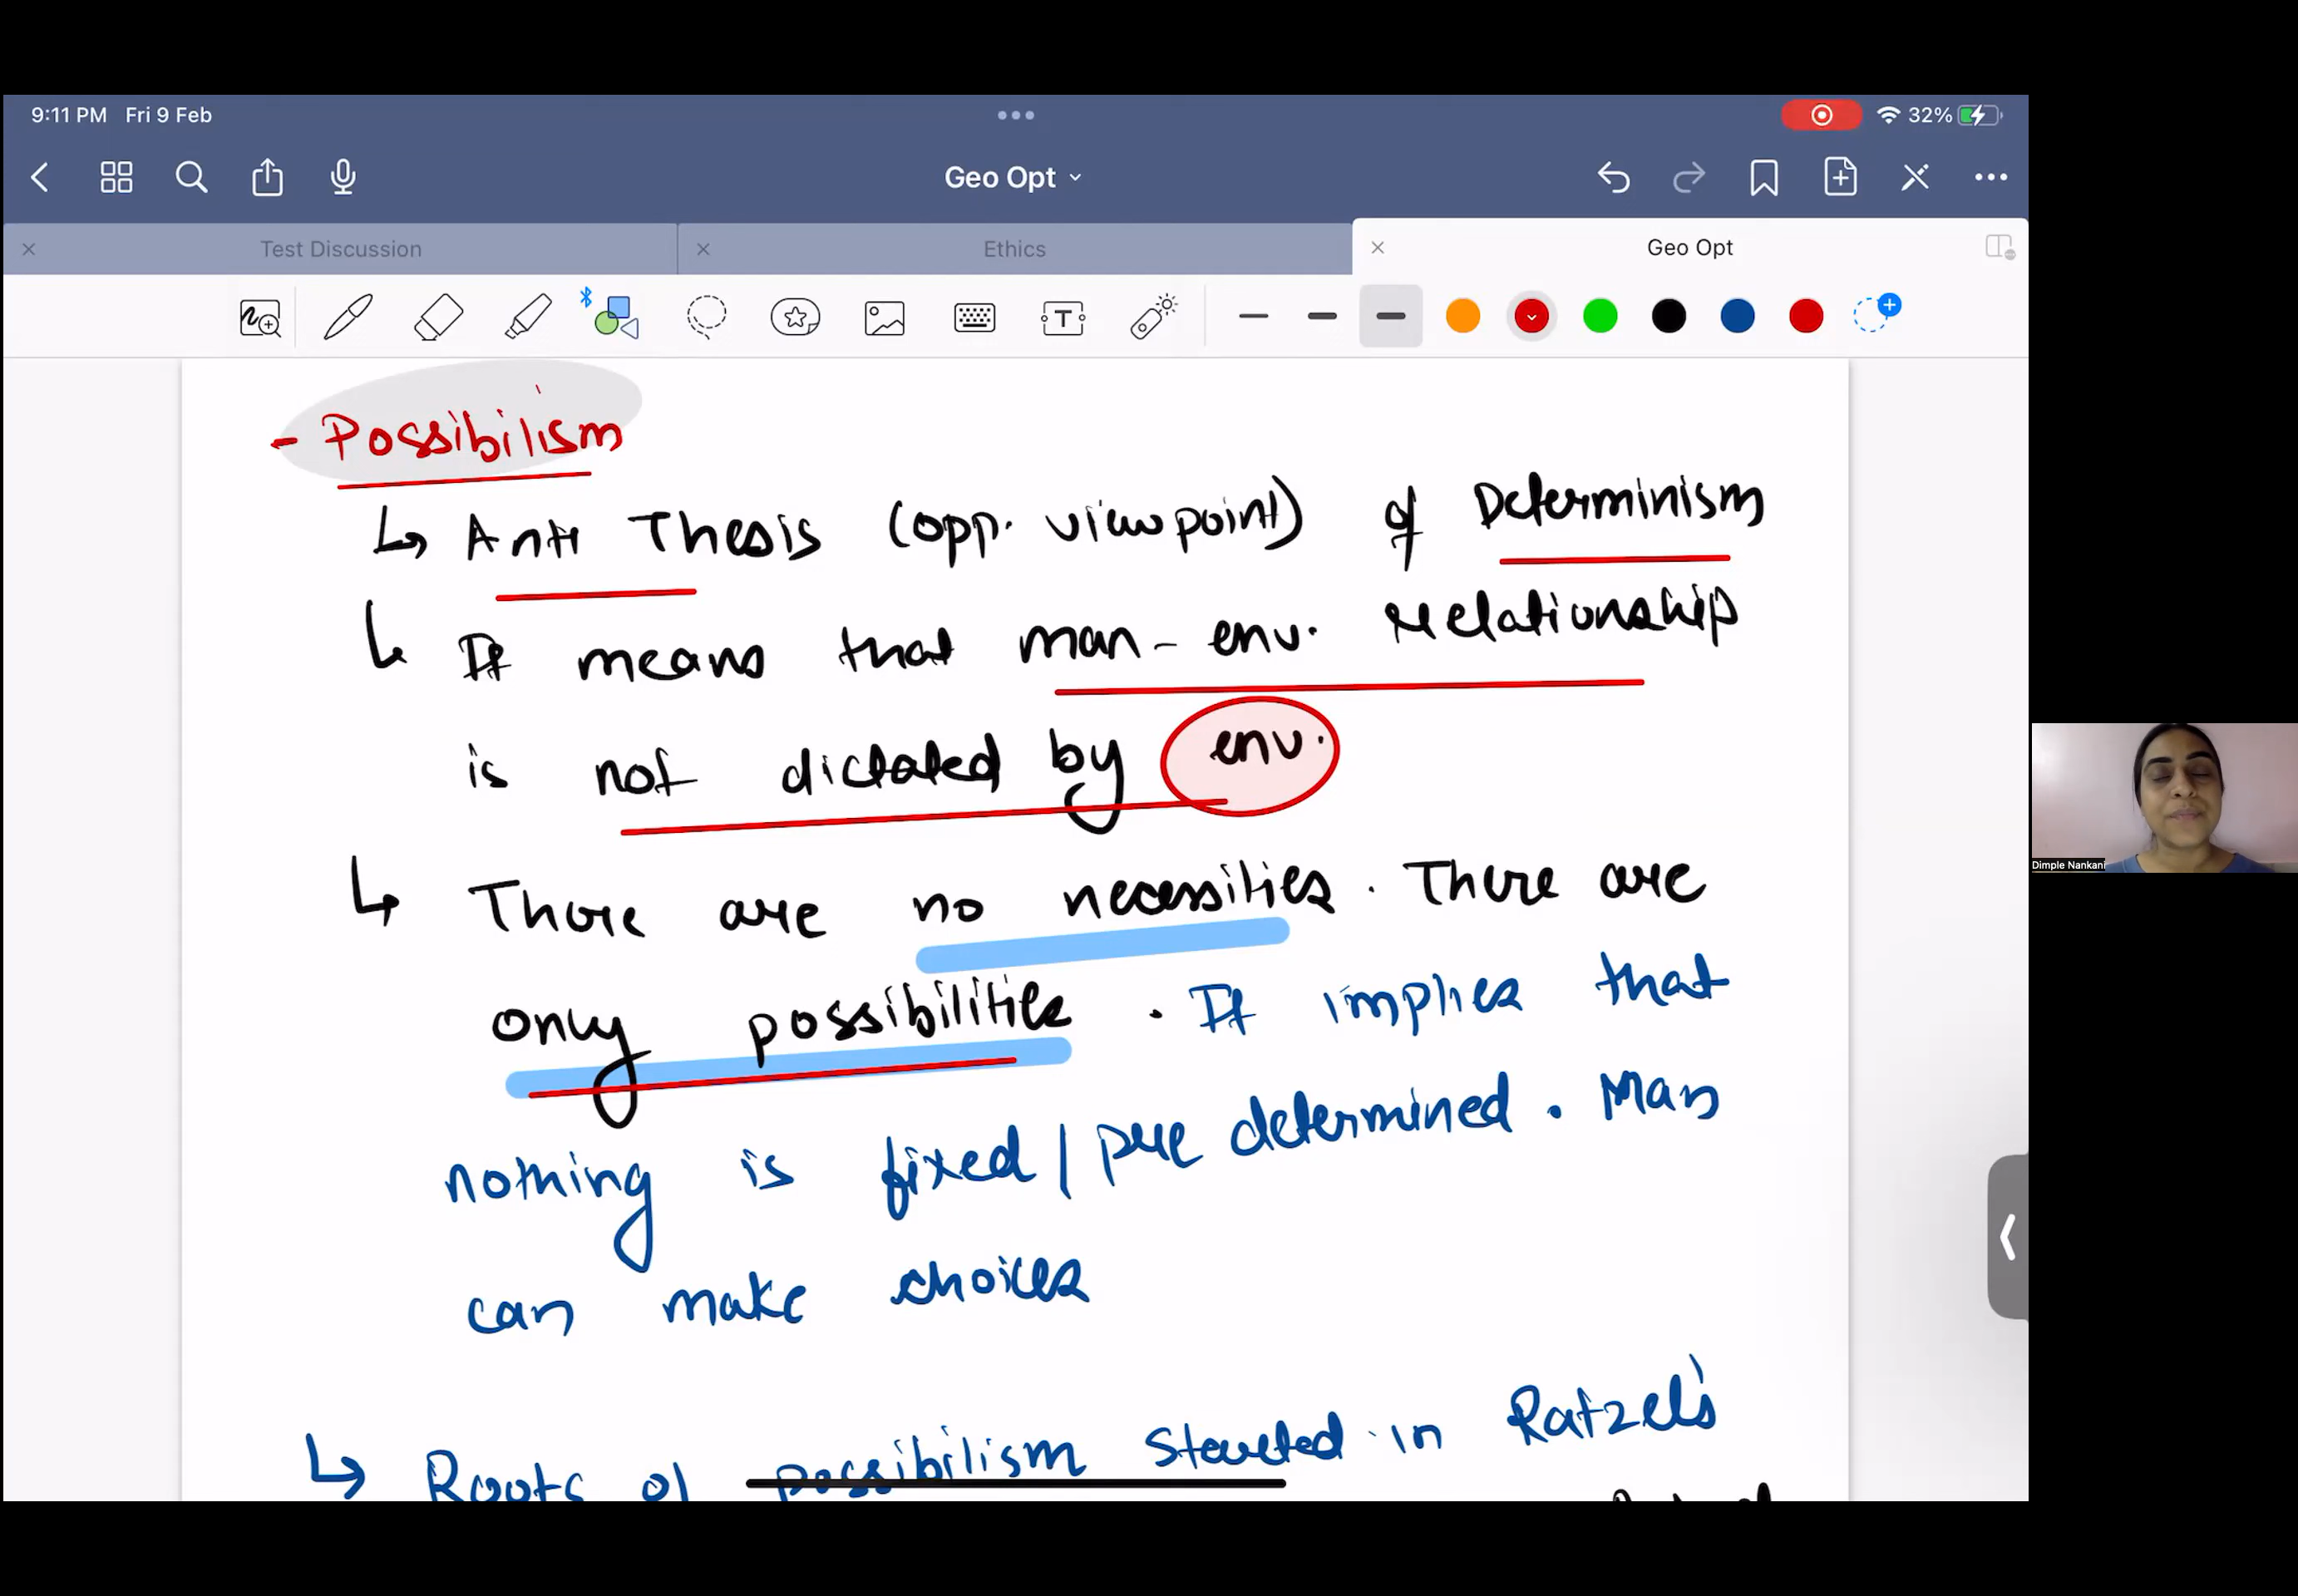 9:11 PM Fri 9 Feb
32%
Geo Opt
Test Discussion
Ethics
Geo Opt
- Possibilism
↳ Anti Thesis (opp. viewpoint) of Determinism
↳ It means that man - env. relationship
is not dictated by env.
↳ There are no necessities. There are
only possibilities. It implies that
nothing is fixed / pre determined. Man
can make choices
↳ Roots of possibilism started in Ratzel's
Dimple Nankani